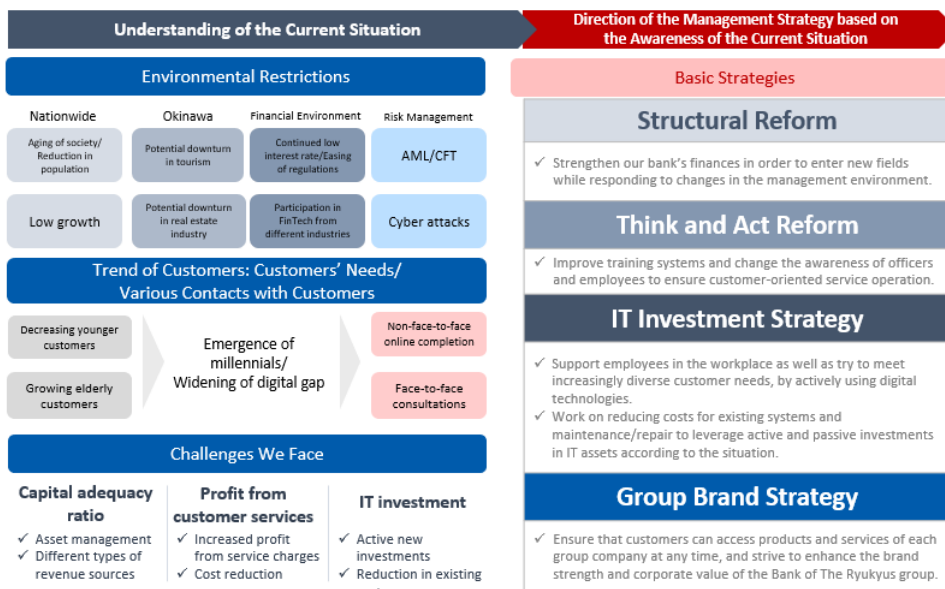 Understanding of the Current Situation
Environmental Restrictions
Nationwide
Okinawa
Financial Environment
Risk Management
Aging of society/
Reduction in
population
Potential downturn
in tourism
Continued low
interest rate/Easing
of regulations
AML/CFT
Low growth
Potential downturn
in real estate
industry
Participation in
FinTech from
different industries
Cyber attacks
Trend of Customers: Customers’ Needs/
Various Contacts with Customers
Decreasing younger
customers
Growing elderly
customers
Emergence of
millennials/
Widening of digital gap
Non-face-to-face
online completion
Face-to-face
consultations
Challenges We Face
Capital adequacy
ratio
✓ Asset management
✓ Different types of
revenue sources
Profit from
customer services
✓ Increased profit
from service charges
✓ Cost reduction
IT investment
✓ Active new
investments
✓ Reduction in existing
Direction of the Management Strategy based on
the Awareness of the Current Situation
Basic Strategies
Structural Reform
✓ Strengthen our bank’s finances in order to enter new fields
while responding to changes in the management environment.
Think and Act Reform
✓ Improve training systems and change the awareness of officers
and employees to ensure customer-oriented service operation.
IT Investment Strategy
✓ Support employees in the workplace as well as try to meet
increasingly diverse customer needs, by actively using digital
technologies.
✓ Work on reducing costs for existing systems and
maintenance/repair to leverage active and passive investments
in IT assets according to the situation.
Group Brand Strategy
✓ Ensure that customers can access products and services of each
group company at any time, and strive to enhance the brand
strength and corporate value of the Bank of The Ryukyus group.